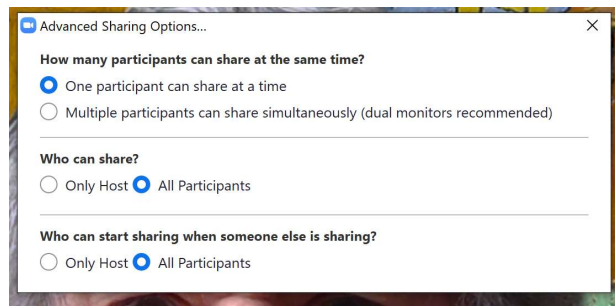 Advanced Sharing Options...
How many participants can share at the same time?
One participant can share at a time
Multiple participants can share simultaneously (dual monitors recommended)
Who can share?
Only Host All Participants
Who can start sharing when someone else is sharing?
Only Host All Participants